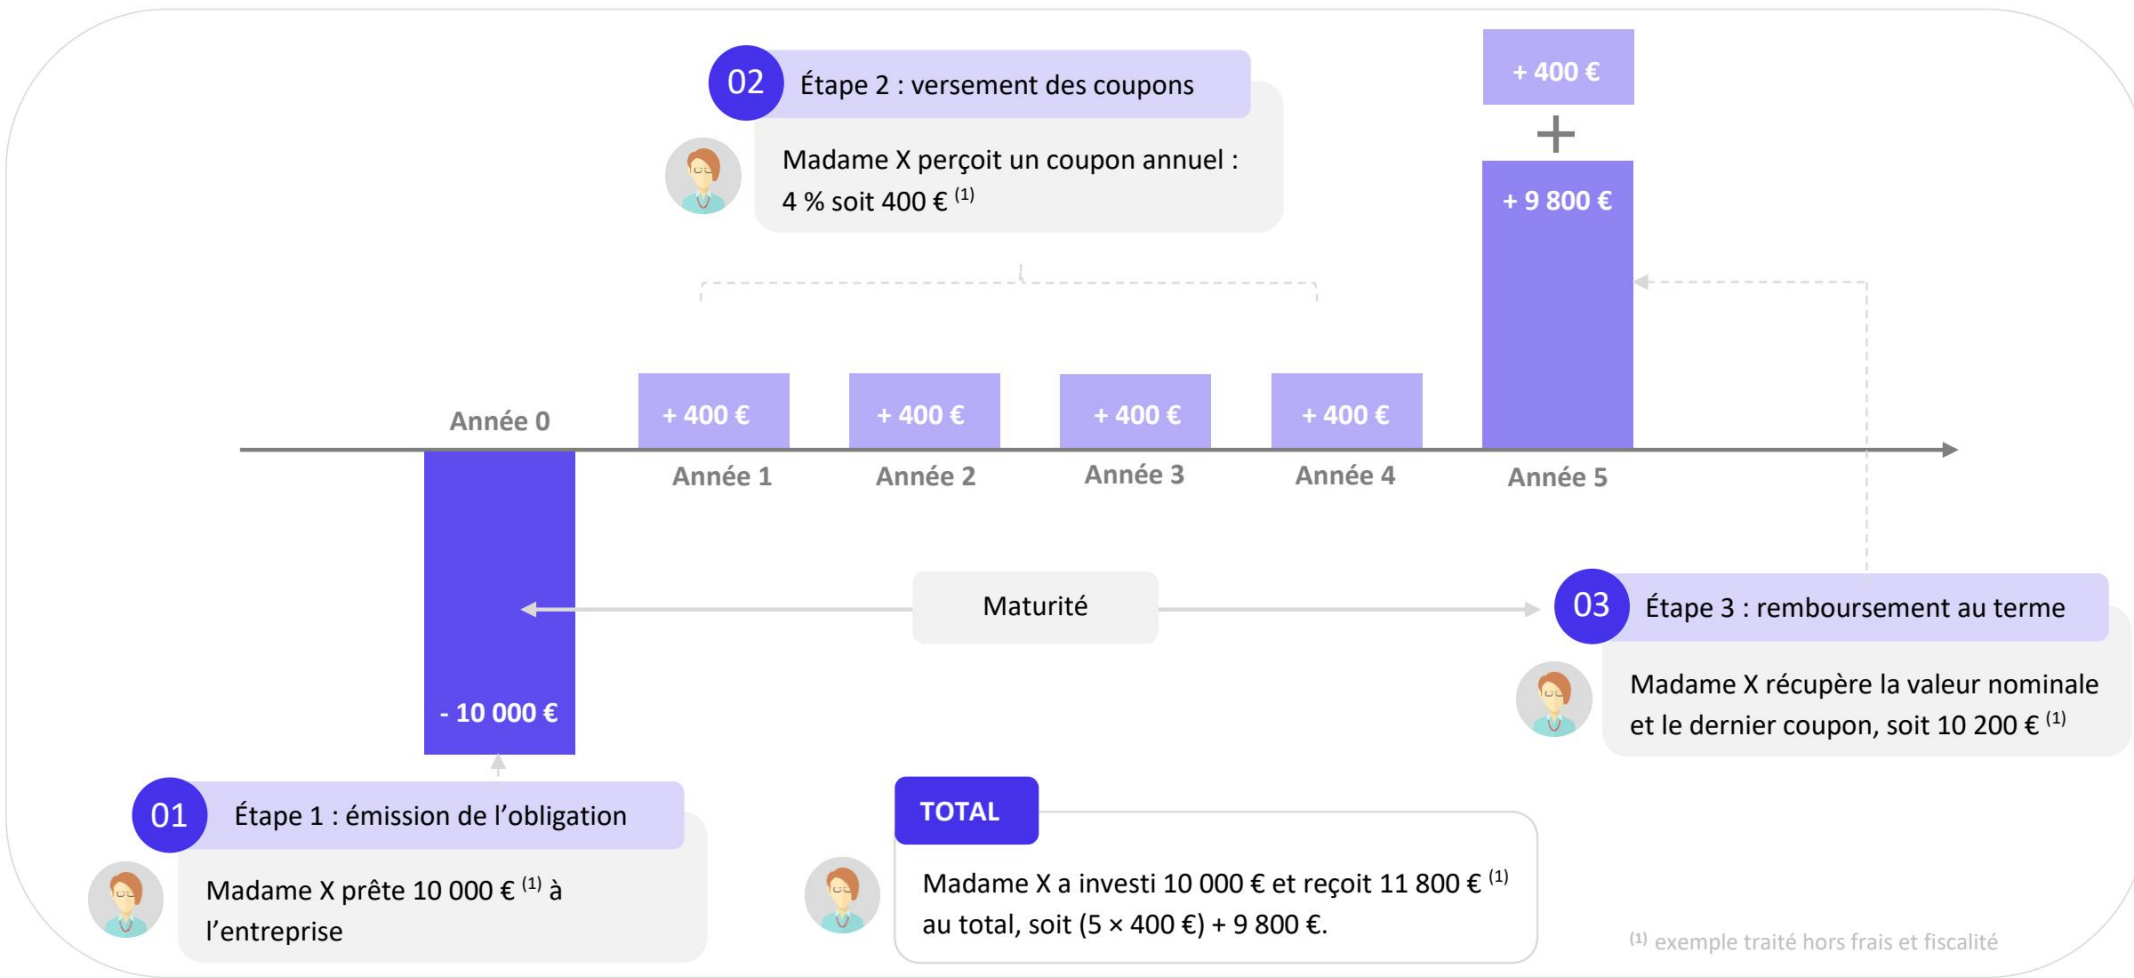 02
Étape 2 : versement des coupons
Madame X perçoit un coupon annuel :
4 % soit 400 € (1)
+ 400 €
+
+ 9 800 €
Année 0
+ 400 €
+ 400 €
+ 400 €
+ 400 €
Année 1
Année 2
Année 3
Année 4
Année 5
- 10 000 €
Maturité
03
Étape 3 : remboursement au terme
Madame X récupère la valeur nominale
et le dernier coupon, soit 10 200 € (1)
01
Étape 1 : émission de l’obligation
Madame X prête 10 000 € (1) à
l’entreprise
TOTAL
Madame X a investi 10 000 € et reçoit 11 800 € (1)
au total, soit (5 × 400 €) + 9 800 €.
(1) exemple traité hors frais et fiscalité